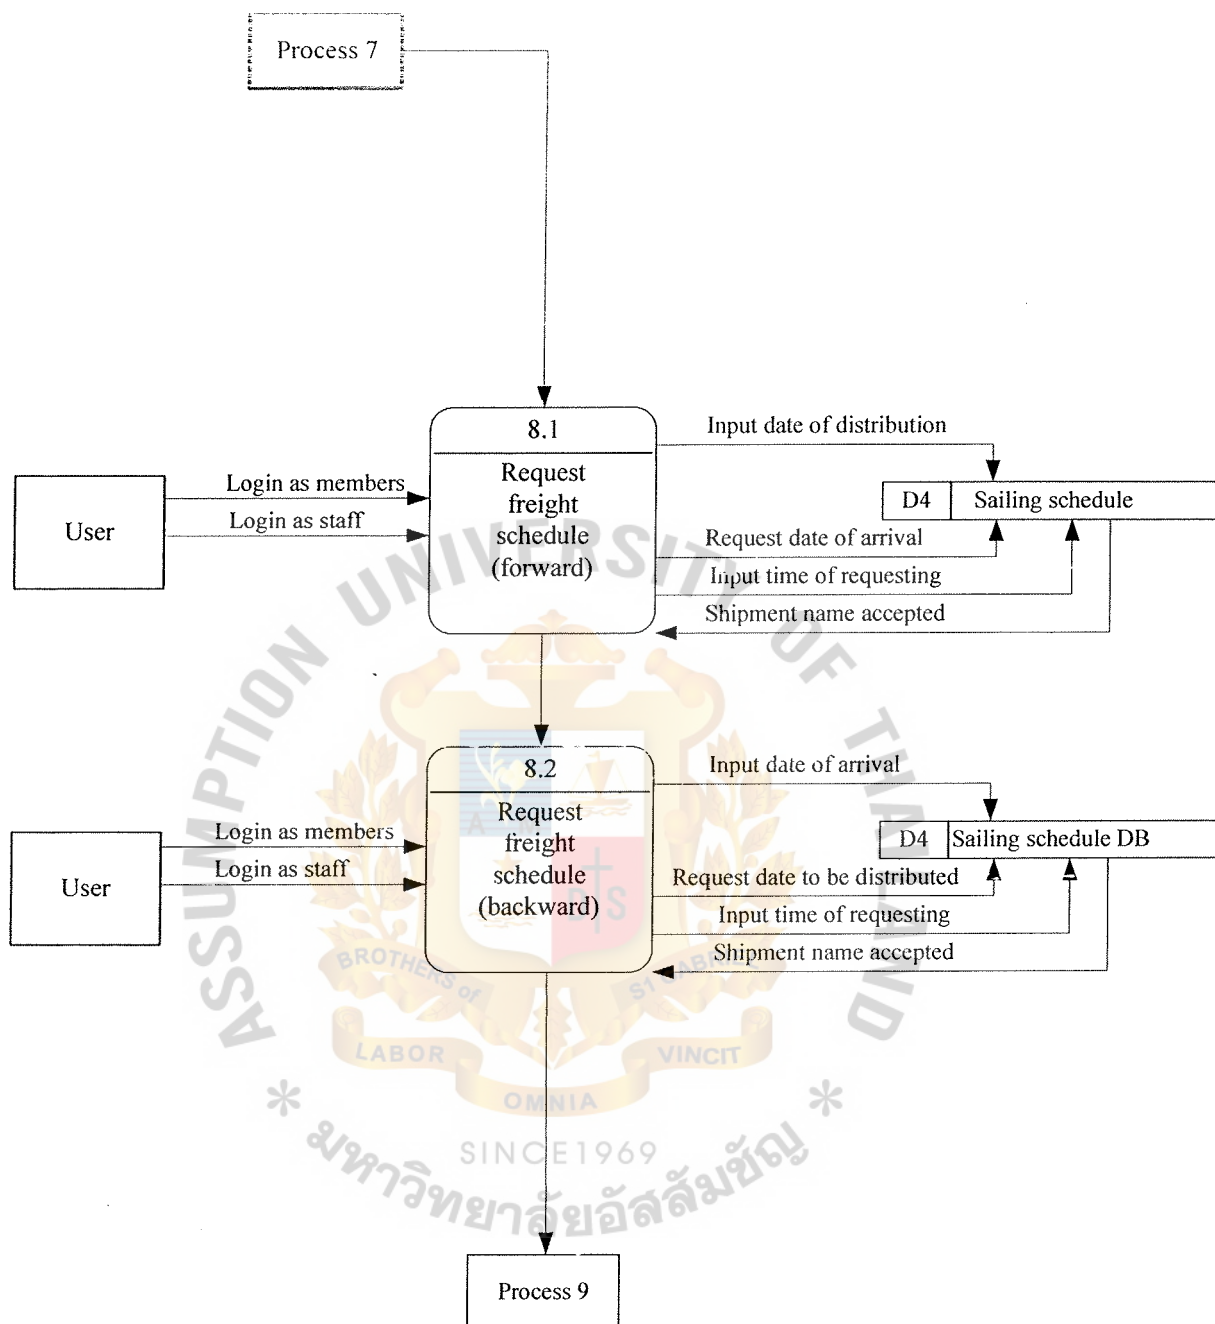 Process 7
8.1
Request
freight
schedule
(forward)
Input date of distribution
D4 Sailing schedule
User
Login as members
Login as staff
Request date of arrival
Input time of requesting
Shipment name accepted
8.2
Request
freight
schedule
(backward)
Input date of arrival
D4 Sailing schedule DB
User
Login as members
Login as staff
Request date to be distributed
Input time of requesting
Shipment name accepted
Process 9
ASSUMPTION UNIVERSITY OF THAILAND
BROTHERS of ST GABRIEL
LABOR OMNIA VINCIT
SINCE1969
มหาวิทยาลัยอัสสัมชัญ
D S